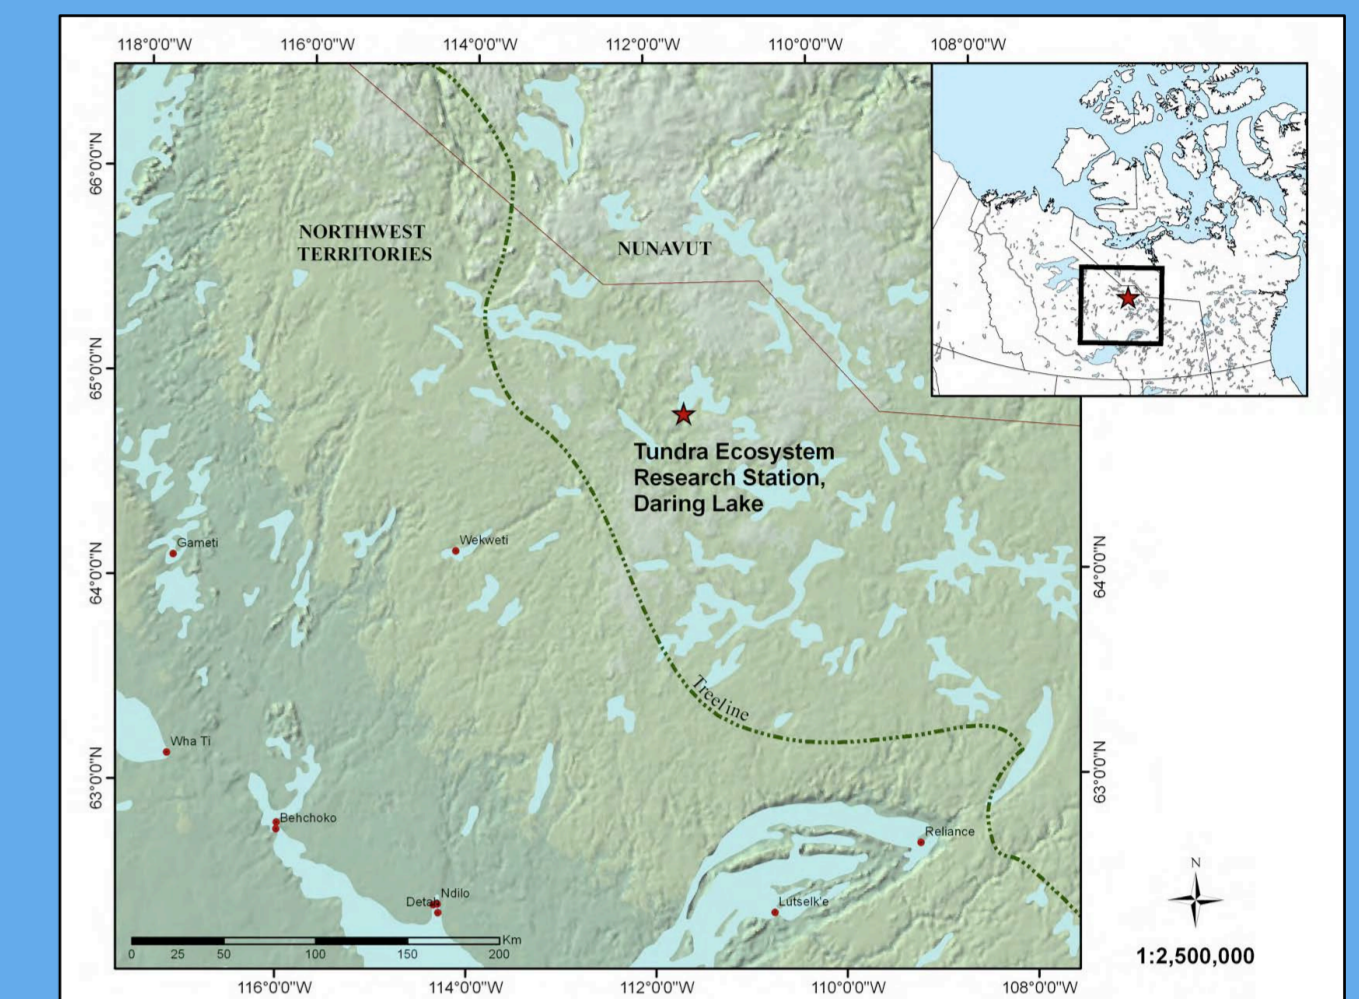 118°0'0"W 116°0'0"W 114°0'0"W 112°0'0"W 110°0'0"W 108°0'0"W
66°0'0"N
NORTHWEST
TERRITORIES
NUNAVUT
65°0'0"N
Tundra Ecosystem
Research Station,
Daring Lake
Gameti
Wekweti
64°0'0"N
64°0'0"N
Treeline
Wha Ti
63°0'0"N
63°0'0"N
Behchoko
Reliance
N
Ndilo
Detah
Lutselk'e
Km
0 25 50 100 150 200
1:2,500,000
116°0'0"W 114°0'0"W 112°0'0"W 110°0'0"W 108°0'0"W